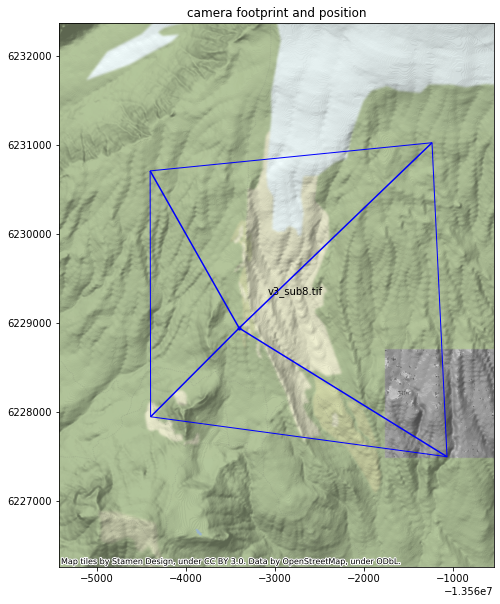 camera footprint and position
6232000
6231000
6230000
v3_sub8.tif
6229000
6228000
6227000
Map tiles by Stamen Design, under CC BY 3.0. Data by OpenStreetMap, under ODbL.
−5000 −4000 −3000 −2000 −1000
−1.356e7